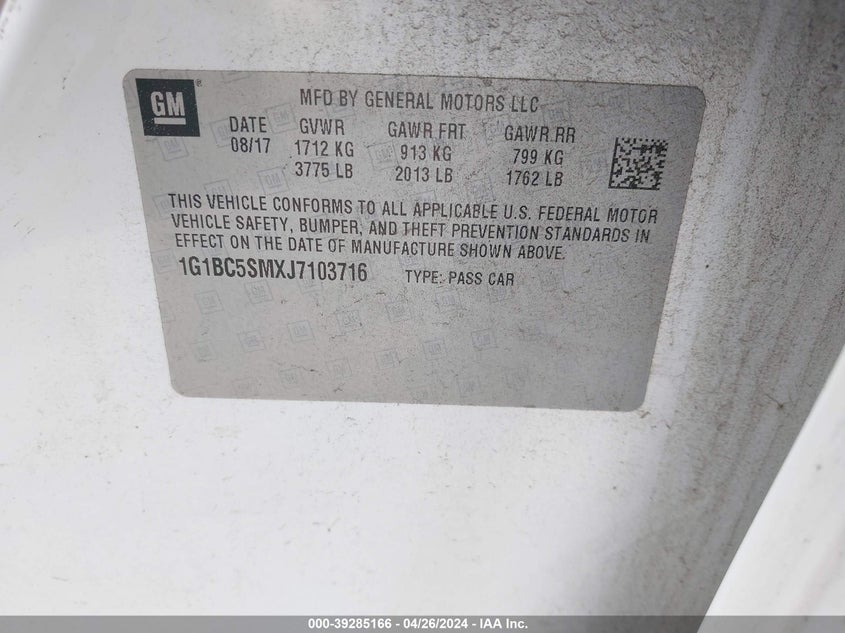 GM
MFD BY GENERAL MOTORS LLC
DATE GVWR GAWR FRT GAWR RR
08/17 1712 KG 913 KG 799 KG
3775 LB 2013 LB 1762 LB
THIS VEHICLE CONFORMS TO ALL APPLICABLE U.S. FEDERAL MOTOR
VEHICLE SAFETY, BUMPER, AND THEFT PREVENTION STANDARDS IN
EFFECT ON THE DATE OF MANUFACTURE SHOWN ABOVE.
1G1BC5SMXJ7103716 TYPE: PASS CAR
000-39285166 - 04/26/2024 - IAA Inc.